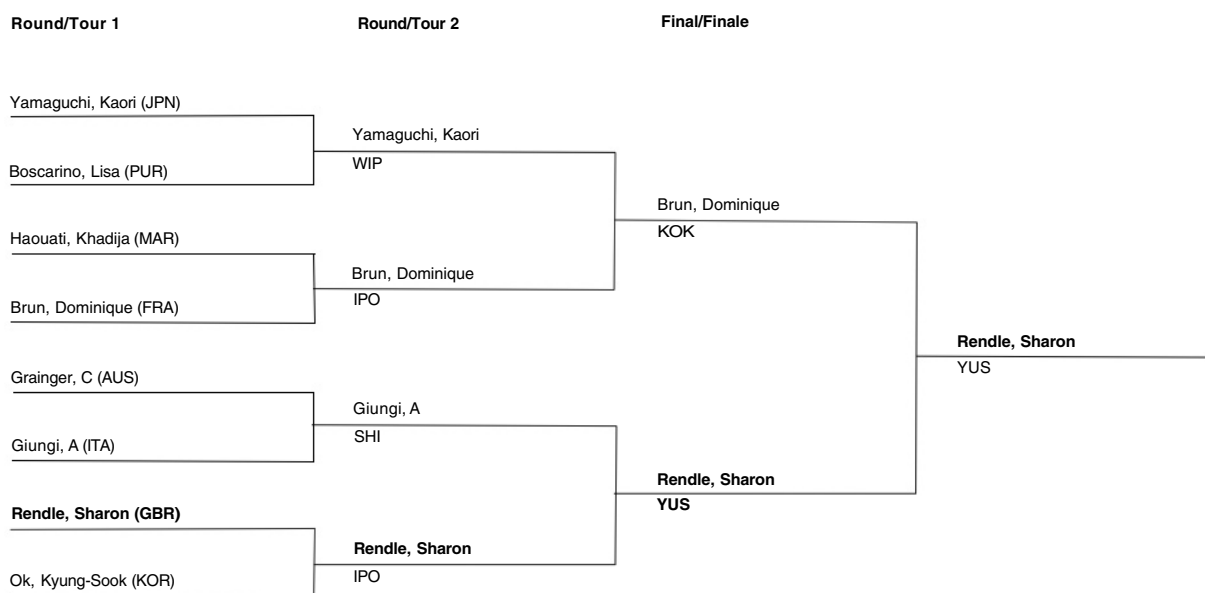 Round/Tour 1
Round/Tour 2
Final/Finale
Yamaguchi, Kaori (JPN)
Boscarino, Lisa (PUR)
Haouati, Khadija (MAR)
Brun, Dominique (FRA)
Grainger, C (AUS)
Giungi, A (ITA)
Rendle, Sharon (GBR)
Ok, Kyung-Sook (KOR)
Yamaguchi, Kaori
WIP
Brun, Dominique
IPO
Giungi, A
SHI
Rendle, Sharon
IPO
Brun, Dominique
KOK
Rendle, Sharon
YUS
Rendle, Sharon
YUS